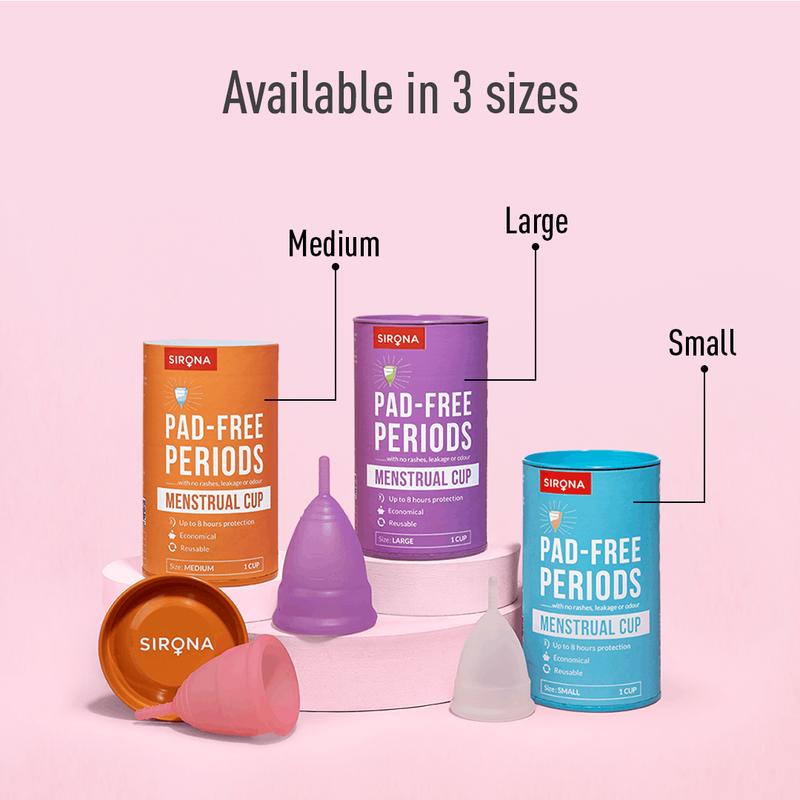 Available in 3 sizes
Medium
Large
Small
SIRONA
PAD-FREE
PERIODS
......with no rashes, leakage or odour
MENSTRUAL CUP
Up to 8 hours protection
Economical
Reusable
Size: MEDIUM 1 CUP
SIRONA
PAD-FREE
PERIODS
......with no rashes, leakage or odour
MENSTRUAL CUP
Up to 8 hours protection
Economical
Reusable
Size: LARGE 1 CUP
SIRONA
PAD-FREE
PERIODS
......with no rashes, leakage or odour
MENSTRUAL CUP
Up to 8 hours protection
Economical
Reusable
Size: SMALL 1 CUP
SIRONA